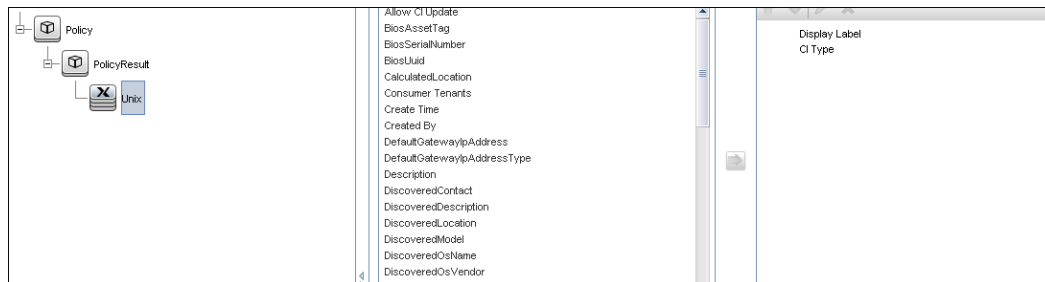 Policy
PolicyResult
Unix
Allow CI Update
BiosAssetTag
BiosSerialNumber
BiosUuid
CalculatedLocation
Consumer Tenants
Create Time
Created By
DefaultGatewayIpAddress
DefaultGatewayIpAddressType
Description
DiscoveredContact
DiscoveredDescription
DiscoveredLocation
DiscoveredModel
DiscoveredOsName
DiscoveredOsVendor
Display Label
CI Type